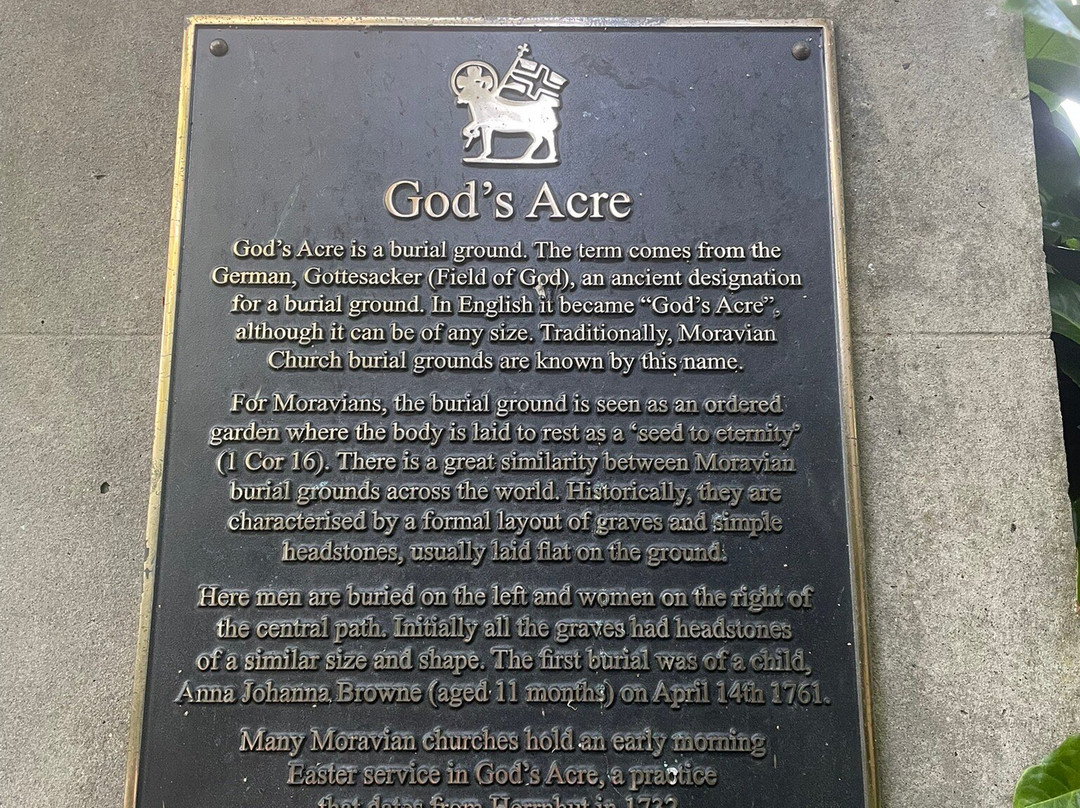 God's Acre
God's Acre is a burial ground. The term comes from the
German, Gottesacker (Field of God), an ancient designation
for a burial ground. In English it became “God's Acre”,
although it can be of any size. Traditionally, Moravian
Church burial grounds are known by this name.
For Moravians, the burial ground is seen as an ordered
garden where the body is laid to rest as a ‘seed to eternity’
(1 Cor 16). There is a great similarity between Moravian
burial grounds across the world. Historically, they are
characterised by a formal layout of graves and simple
headstones, usually laid flat on the ground.
Here men are buried on the left and women on the right of
the central path. Initially all the graves had headstones
of a similar size and shape. The first burial was of a child,
Anna Johanna Browne (aged 11 months) on April 14th 1761.
Many Moravian churches hold an early morning
Easter service in God's Acre, a practice
that dates from Herrnhut in